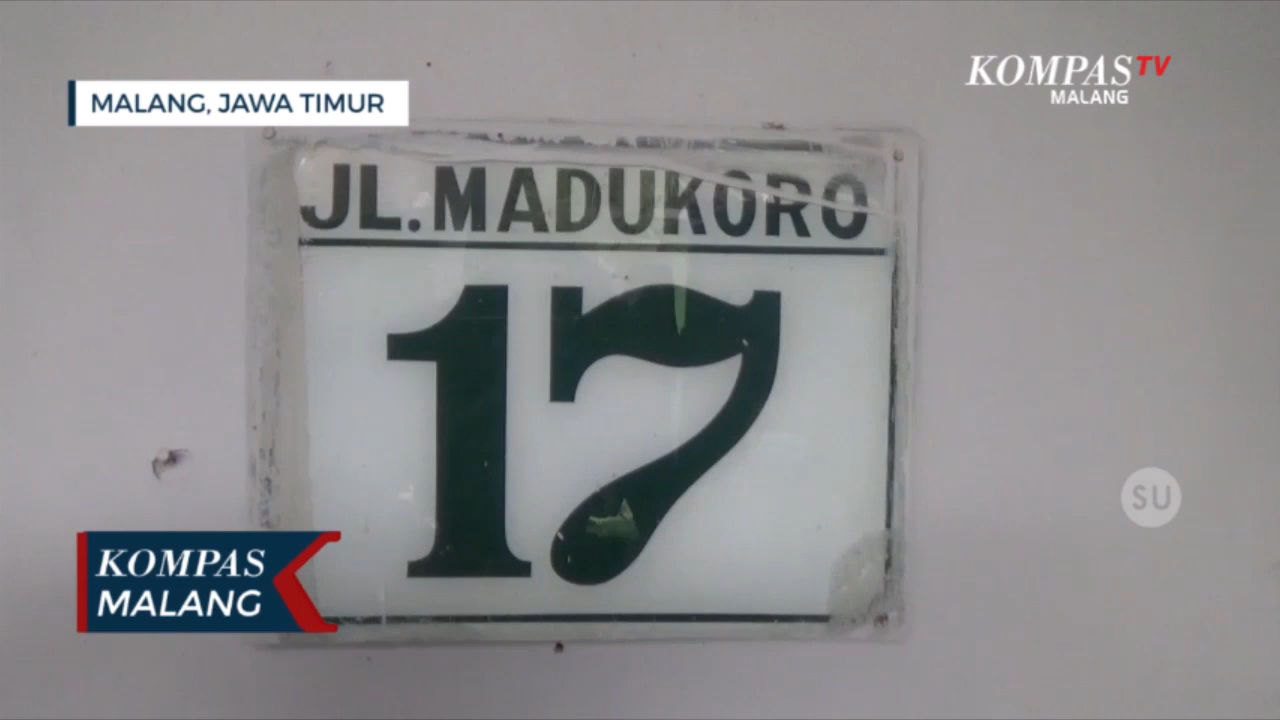 MALANG, JAWA TIMUR
KOMPASTV
MALANG
JL.MADUKORO
17
SU
KOMPAS
MALANG